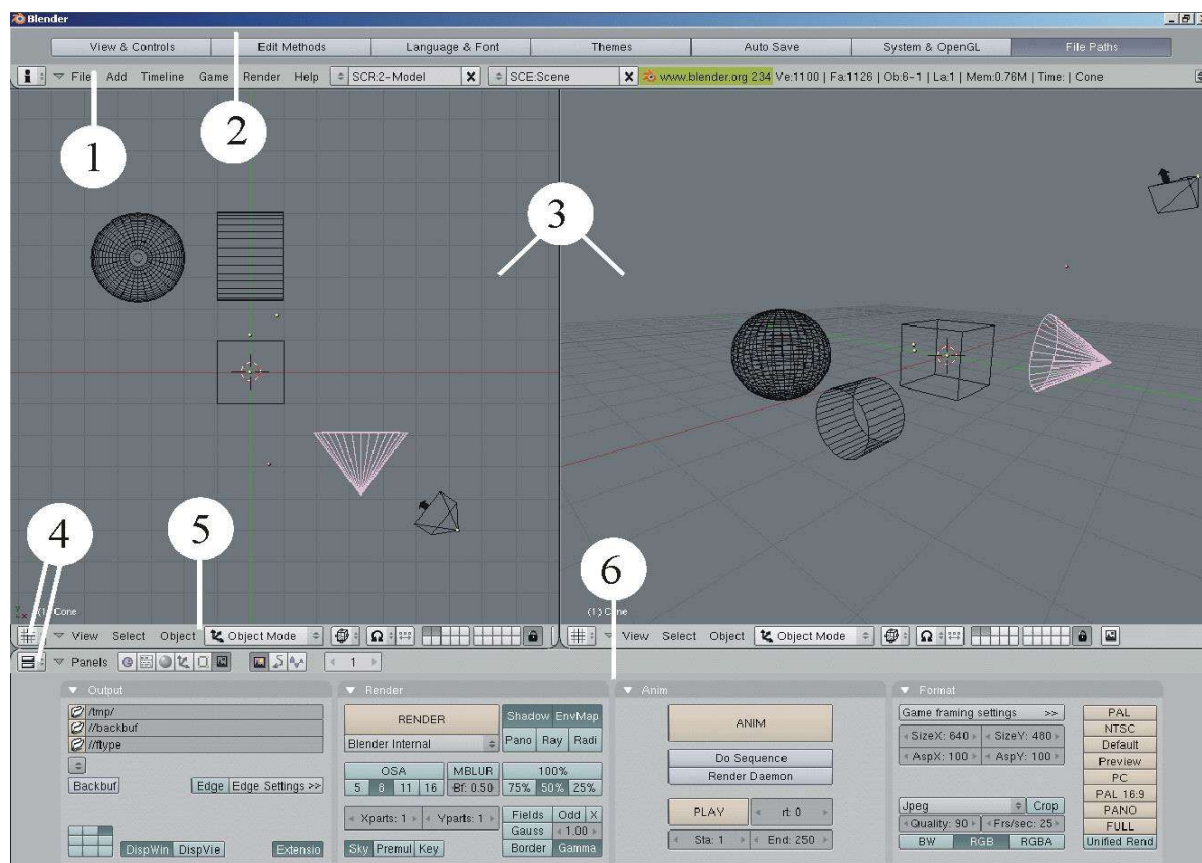 Blender
View & Controls Edit Methods Language & Font Themes Auto Save System & OpenGL File Paths
File Add Timeline Game Render Help SCR:2-Model X SCE:Scene X www.blender.org 234 Ve:1100 | Fa:1126 | Ob:6-1 | La:1 | Mem:0.76M | Time: | Cone
1
2
3
4
5
6
(1) Cone
(1) Cone
View Select Object Object Mode
View Select Object Object Mode
Panels 1
Output
/tmp/
//backbuf
//ftype
Backbuf Edge Edge Settings >>
DispWin DispVie Extensio
Render
RENDER
Blender Internal
Shadow EnvMap
Pano Ray Radi
OSA MBLUR 100%
5 8 11 16 Bf: 0.50 75% 50% 25%
Xparts: 1 Yparts: 1
Fields Odd X
Gauss 1.00
Sky Premul Key Border Gamma
Anim
ANIM
Do Sequence
Render Daemon
PLAY rt: 0
Sta: 1 End: 250
Format
Game framing settings >>
SizeX: 640 SizeY: 480
AspX: 100 AspY: 100
Jpeg Crop
Quality: 90 Frs/sec: 25
BW RGB RGBA
PAL
NTSC
Default
Preview
PC
PAL 16:9
PANO
FULL
Unified Rend